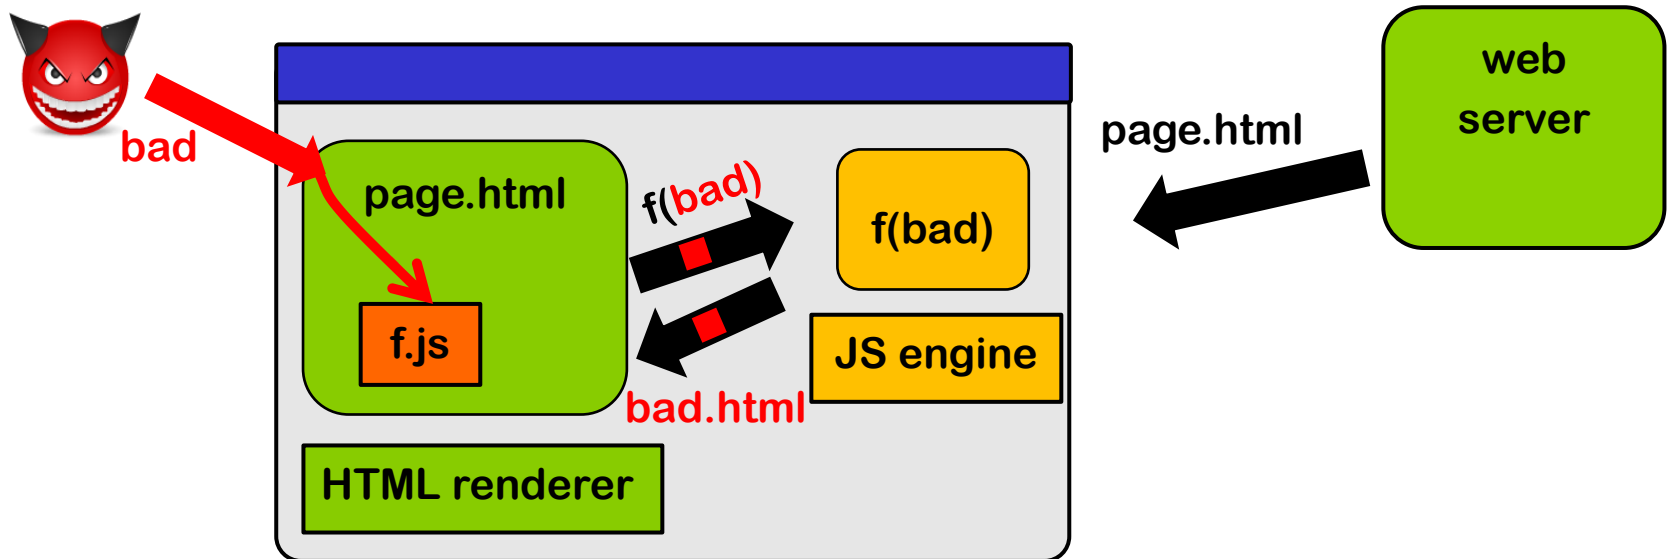 bad
page.html
f.js
HTML renderer
f(bad)
bad.html
f(bad)
JS engine
page.html
web
server